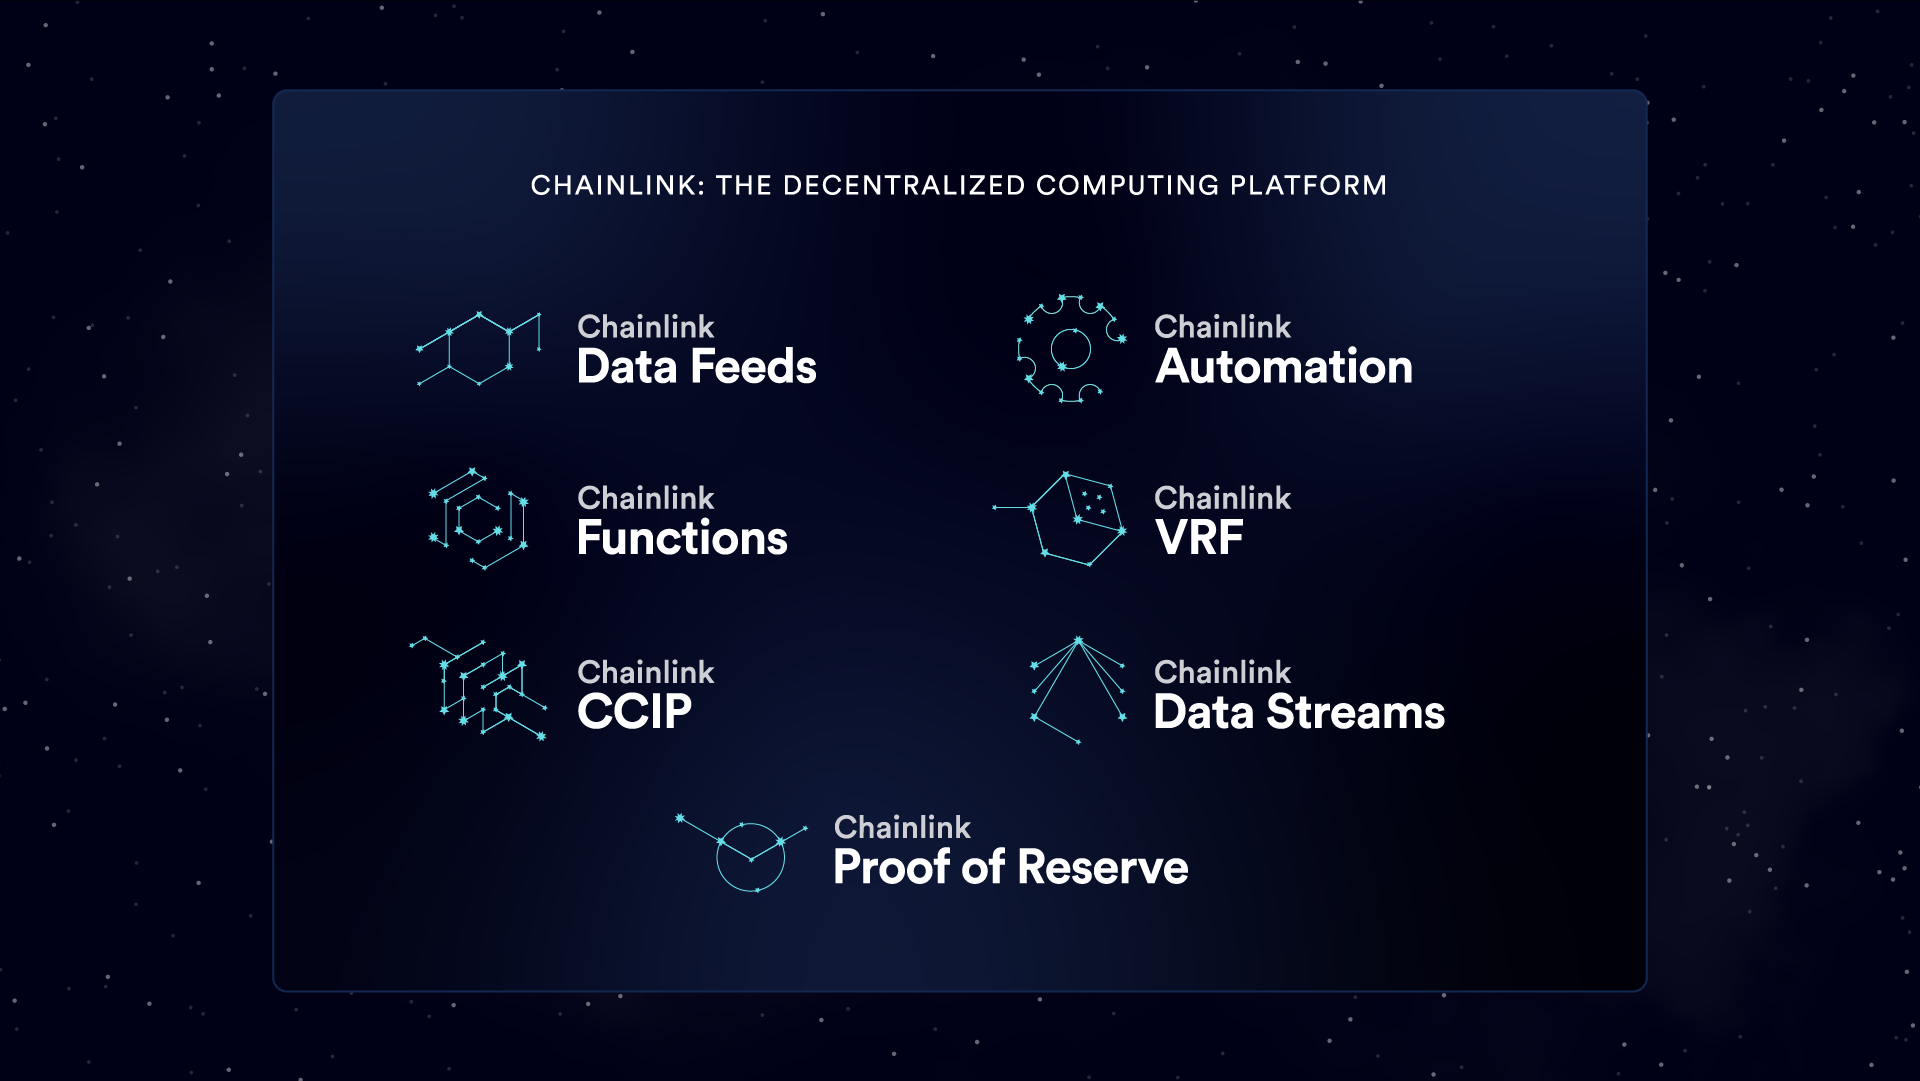 CHAINLINK: THE DECENTRALIZED COMPUTING PLATFORM
Chainlink
Data Feeds
Chainlink
Automation
Chainlink
Functions
Chainlink
VRF
Chainlink
CCIP
Chainlink
Data Streams
Chainlink
Proof of Reserve